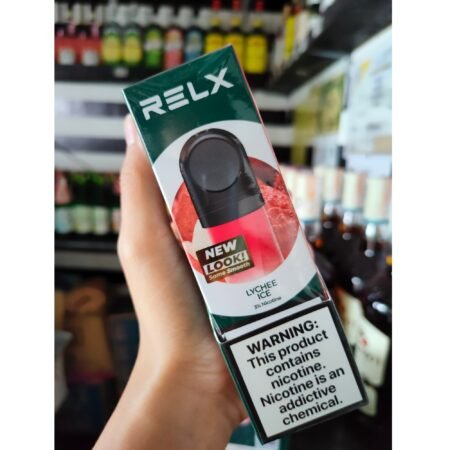 RELX
NEW
LOOK!
Same Smooth
LYCHEE
ICE
3% Nicotine
WARNING:
This product
contains
nicotine.
Nicotine is an
addictive
chemical.